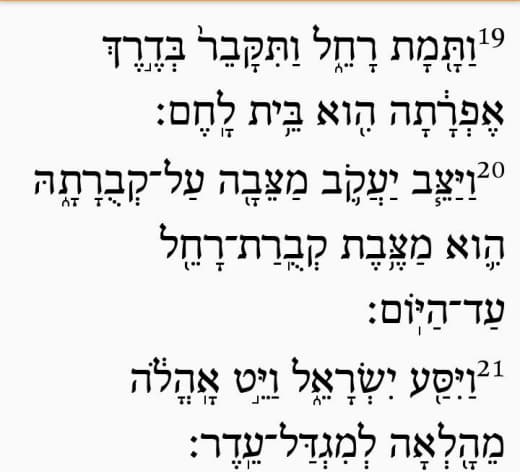 19וַתָּ֖מָת רָחֵ֑ל וַתִּקָּבֵר֙ בְּדֶ֣רֶךְ
אֶפְרָ֔תָה הִ֖וא בֵּ֥ית לָֽחֶם׃
20וַיַּצֵּ֧ב יַעֲקֹ֛ב מַצֵּבָ֖ה עַל־קְבֻרָתָ֑הּ
הִ֛וא מַצֶּ֥בֶת קְבֻֽרַת־רָחֵ֖ל
עַד־הַיּֽוֹם׃
21וַיִּסַּ֖ע יִשְׂרָאֵ֑ל וַיֵּ֣ט אָֽהֳלֹ֔ה
מֵהָ֖לְאָה לְמִגְדַּל־עֵֽדֶר׃